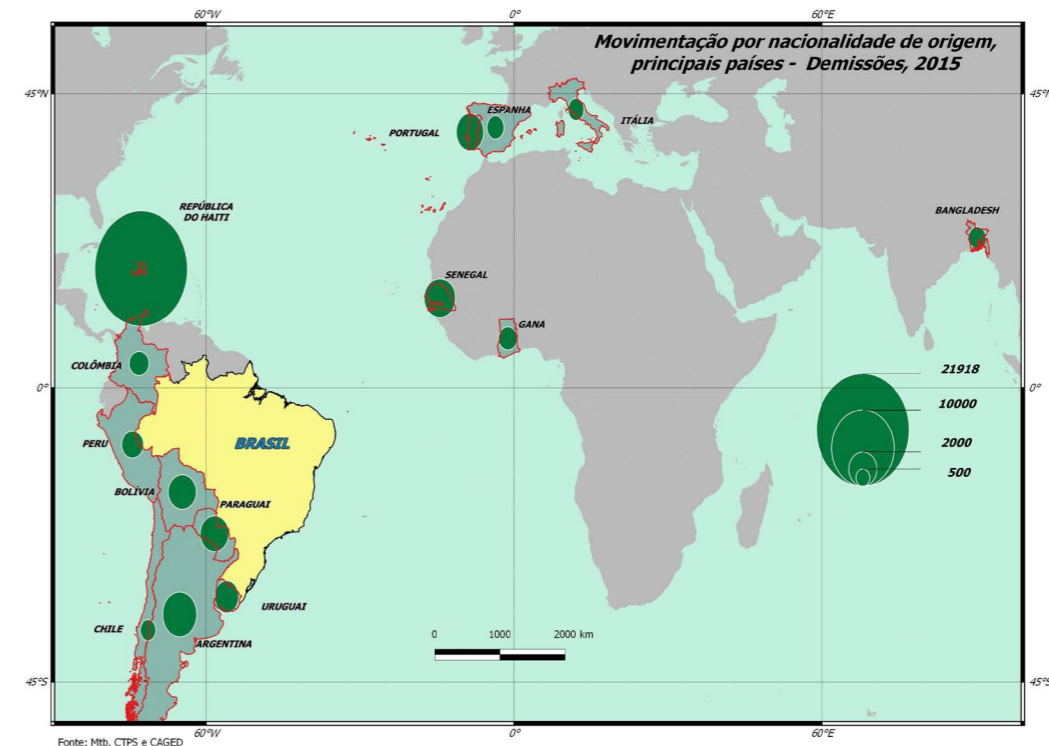 60°W 0° 60°E
Movimentação por nacionalidade de origem,
principais países - Demissões, 2015
45°N 45°N
ESPANHA
PORTUGAL
ITÁLIA
REPÚBLICA
DO HAITI
BANGLADESH
SENEGAL
GANA
COLÔMBIA
21918
0° 0°
10000
PERU
BRASIL
2000
500
BOLÍVIA
PARAGUAI
URUGUAI
CHILE
ARGENTINA
0 1000 2000 km
45°S 45°S
60°W 0° 60°E
Fonte: Mtb, CTPS e CAGED